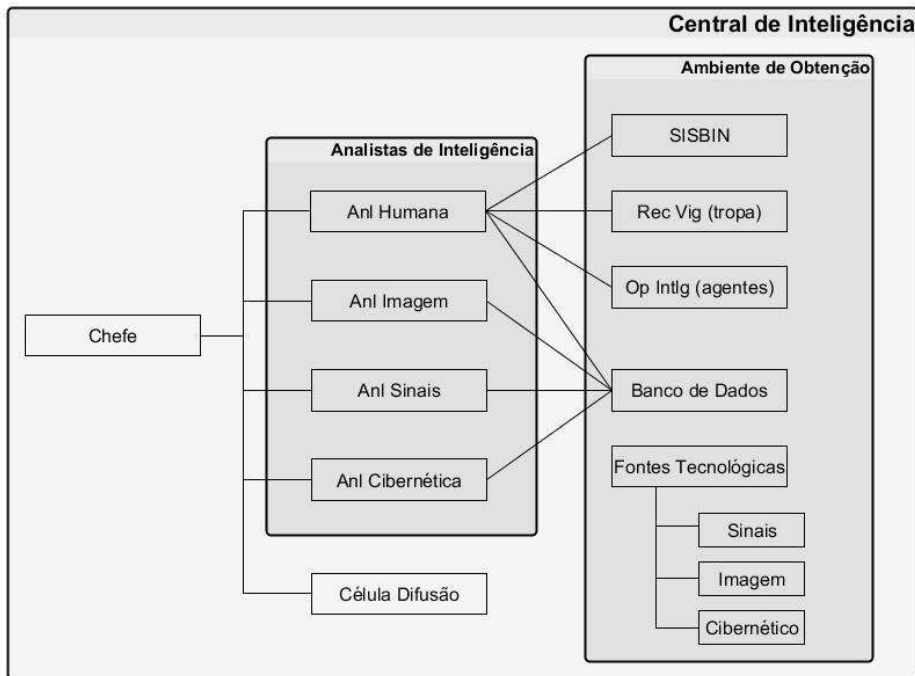 Central de Inteligência
Ambiente de Obtenção
SISBIN
Analistas de Inteligência
Anl Humana
Rec Vig (tropa)
Op Intlg (agentes)
Anl Imagem
Chefe
Anl Sinais
Banco de Dados
Anl Cibernética
Fontes Tecnológicas
Sinais
Imagem
Célula Difusão
Cibernético